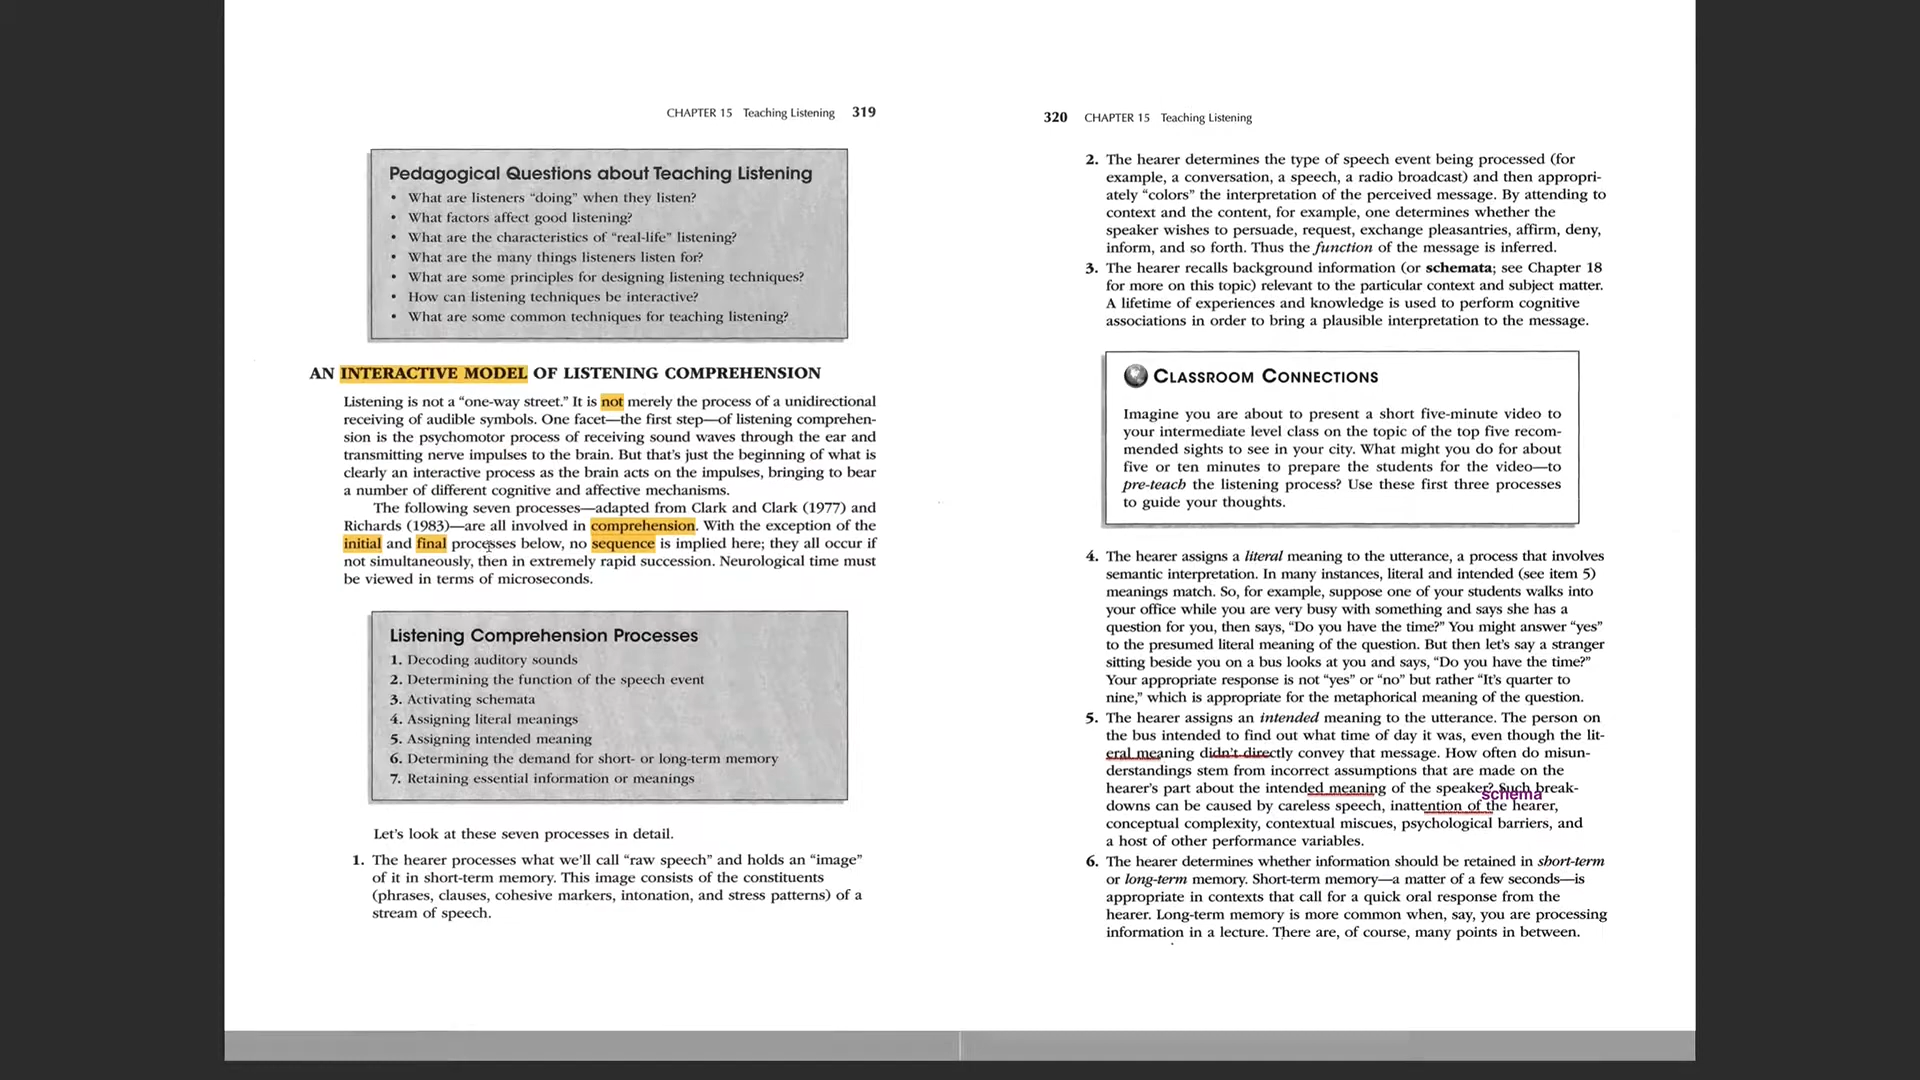 CHAPTER 15 Teaching Listening 319
Pedagogical Questions about Teaching Listening
• What are listeners “doing” when they listen?
• What factors affect good listening?
• What are the characteristics of “real-life” listening?
• What are the many things listeners listen for?
• What are some principles for designing listening techniques?
• How can listening techniques be interactive?
• What are some common techniques for teaching listening?
AN INTERACTIVE MODEL OF LISTENING COMPREHENSION
Listening is not a “one-way street.” It is not merely the process of a unidirectional
receiving of audible symbols. One facet—the first step—of listening comprehen-
sion is the psychomotor process of receiving sound waves through the ear and
transmitting nerve impulses to the brain. But that’s just the beginning of what is
clearly an interactive process as the brain acts on the impulses, bringing to bear
a number of different cognitive and affective mechanisms.
The following seven processes—adapted from Clark and Clark (1977) and
Richards (1983)—are all involved in comprehension. With the exception of the
initial and final processes below, no sequence is implied here; they all occur if
not simultaneously, then in extremely rapid succession. Neurological time must
be viewed in terms of microseconds.
Listening Comprehension Processes
1. Decoding auditory sounds
2. Determining the function of the speech event
3. Activating schemata
4. Assigning literal meanings
5. Assigning intended meaning
6. Determining the demand for short- or long-term memory
7. Retaining essential information or meanings
Let’s look at these seven processes in detail.
1. The hearer processes what we’ll call “raw speech” and holds an “image”
of it in short-term memory. This image consists of the constituents
(phrases, clauses, cohesive markers, intonation, and stress patterns) of a
stream of speech.
320 CHAPTER 15 Teaching Listening
2. The hearer determines the type of speech event being processed (for
example, a conversation, a speech, a radio broadcast) and then appropri-
ately “colors” the interpretation of the perceived message. By attending to
context and the content, for example, one determines whether the
speaker wishes to persuade, request, exchange pleasantries, affirm, deny,
inform, and so forth. Thus the function of the message is inferred.
3. The hearer recalls background information (or schemata; see Chapter 18
for more on this topic) relevant to the particular context and subject matter.
A lifetime of experiences and knowledge is used to perform cognitive
associations in order to bring a plausible interpretation to the message.
CLASSROOM CONNECTIONS
Imagine you are about to present a short five-minute video to
your intermediate level class on the topic of the top five recom-
mended sights to see in your city. What might you do for about
five or ten minutes to prepare the students for the video—to
pre-teach the listening process? Use these first three processes
to guide your thoughts.
4. The hearer assigns a literal meaning to the utterance, a process that involves
semantic interpretation. In many instances, literal and intended (see item 5)
meanings match. So, for example, suppose one of your students walks into
your office while you are very busy with something and says she has a
question for you, then says, “Do you have the time?” You might answer “yes”
to the presumed literal meaning of the question. But then let’s say a stranger
sitting beside you on a bus looks at you and says, “Do you have the time?”
Your appropriate response is not “yes” or “no” but rather “It’s quarter to
nine,” which is appropriate for the metaphorical meaning of the question.
5. The hearer assigns an intended meaning to the utterance. The person on
the bus intended to find out what time of day it was, even though the lit-
eral meaning didn’t directly convey that message. How often do misun-
derstandings stem from incorrect assumptions that are made on the
hearer’s part about the intended meaning of the speaker? Such break-
schema
downs can be caused by careless speech, inattention of the hearer,
conceptual complexity, contextual miscues, psychological barriers, and
a host of other performance variables.
6. The hearer determines whether information should be retained in short-term
or long-term memory. Short-term memory—a matter of a few seconds—is
appropriate in contexts that call for a quick oral response from the
hearer. Long-term memory is more common when, say, you are processing
information in a lecture. There are, of course, many points in between.